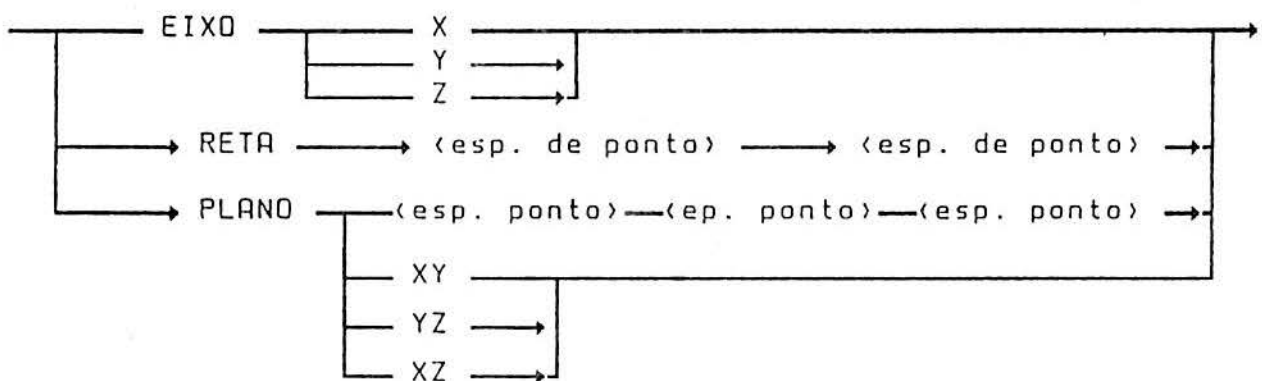 EIXO X
Y
Z
RETA <esp. de ponto> <esp. de ponto>
PLANO <esp. ponto> <ep. ponto> <esp. ponto>
XY
YZ
XZ